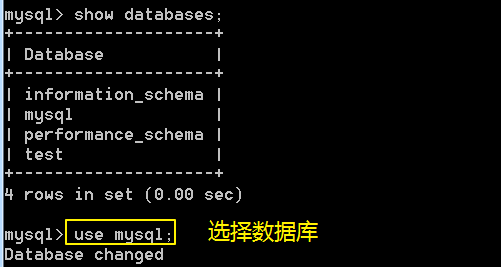 mysql> show databases;
+--------------------+
| Database           |
+--------------------+
| information_schema |
| mysql              |
| performance_schema |
| test               |
+--------------------+
4 rows in set (0.00 sec)
mysql> use mysql; 选择数据库
Database changed